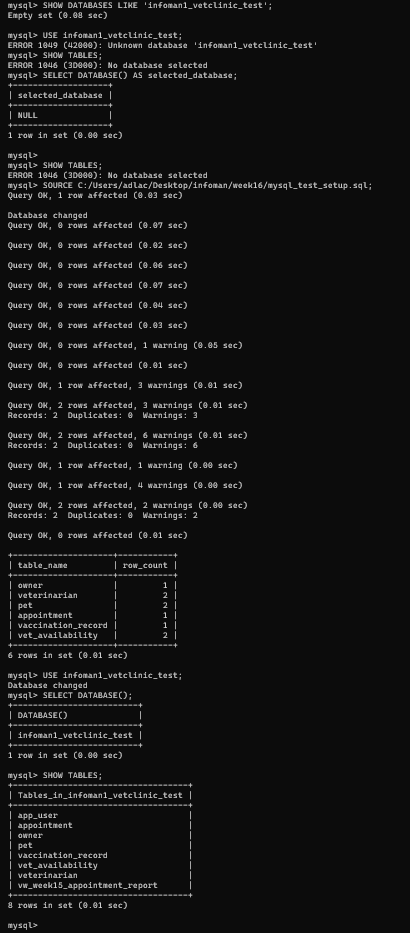 mysql> SHOW DATABASES LIKE 'infoman1_vetclinic_test';
Empty set (0.08 sec)

mysql> USE infoman1_vetclinic_test;
ERROR 1049 (42000): Unknown database 'infoman1_vetclinic_test'
mysql> SHOW TABLES;
ERROR 1046 (3D000): No database selected
mysql> SELECT DATABASE() AS selected_database;
+-------------------+
| selected_database |
+-------------------+
| NULL              |
+-------------------+
1 row in set (0.00 sec)

mysql>
mysql> SHOW TABLES;
ERROR 1046 (3D000): No database selected
mysql> SOURCE C:/Users/adlac/Desktop/infoman/week16/mysql_test_setup.sql;
Query OK, 1 row affected (0.03 sec)

Database changed
Query OK, 0 rows affected (0.07 sec)

Query OK, 0 rows affected (0.02 sec)

Query OK, 0 rows affected (0.06 sec)

Query OK, 0 rows affected (0.07 sec)

Query OK, 0 rows affected (0.04 sec)

Query OK, 0 rows affected (0.03 sec)

Query OK, 0 rows affected, 1 warning (0.05 sec)

Query OK, 0 rows affected (0.01 sec)

Query OK, 1 row affected, 3 warnings (0.01 sec)

Query OK, 2 rows affected, 3 warnings (0.01 sec)
Records: 2  Duplicates: 0  Warnings: 3

Query OK, 2 rows affected, 6 warnings (0.01 sec)
Records: 2  Duplicates: 0  Warnings: 6

Query OK, 1 row affected, 1 warning (0.00 sec)

Query OK, 1 row affected, 4 warnings (0.00 sec)

Query OK, 2 rows affected, 2 warnings (0.00 sec)
Records: 2  Duplicates: 0  Warnings: 2

Query OK, 0 rows affected (0.01 sec)

+--------------------+-----------+
| table_name         | row_count |
+--------------------+-----------+
| owner              |         1 |
| veterinarian       |         2 |
| pet                |         2 |
| appointment        |         1 |
| vaccination_record |         1 |
| vet_availability   |         2 |
+--------------------+-----------+
6 rows in set (0.01 sec)

mysql> USE infoman1_vetclinic_test;
Database changed
mysql> SELECT DATABASE();
+-------------------------+
| DATABASE()              |
+-------------------------+
| infoman1_vetclinic_test |
+-------------------------+
1 row in set (0.00 sec)

mysql> SHOW TABLES;
+-----------------------------------+
| Tables_in_infoman1_vetclinic_test |
+-----------------------------------+
| app_user                          |
| appointment                       |
| owner                             |
| pet                               |
| vaccination_record                |
| vet_availability                  |
| veterinarian                      |
| vw_week15_appointment_report      |
+-----------------------------------+
8 rows in set (0.01 sec)

mysql>